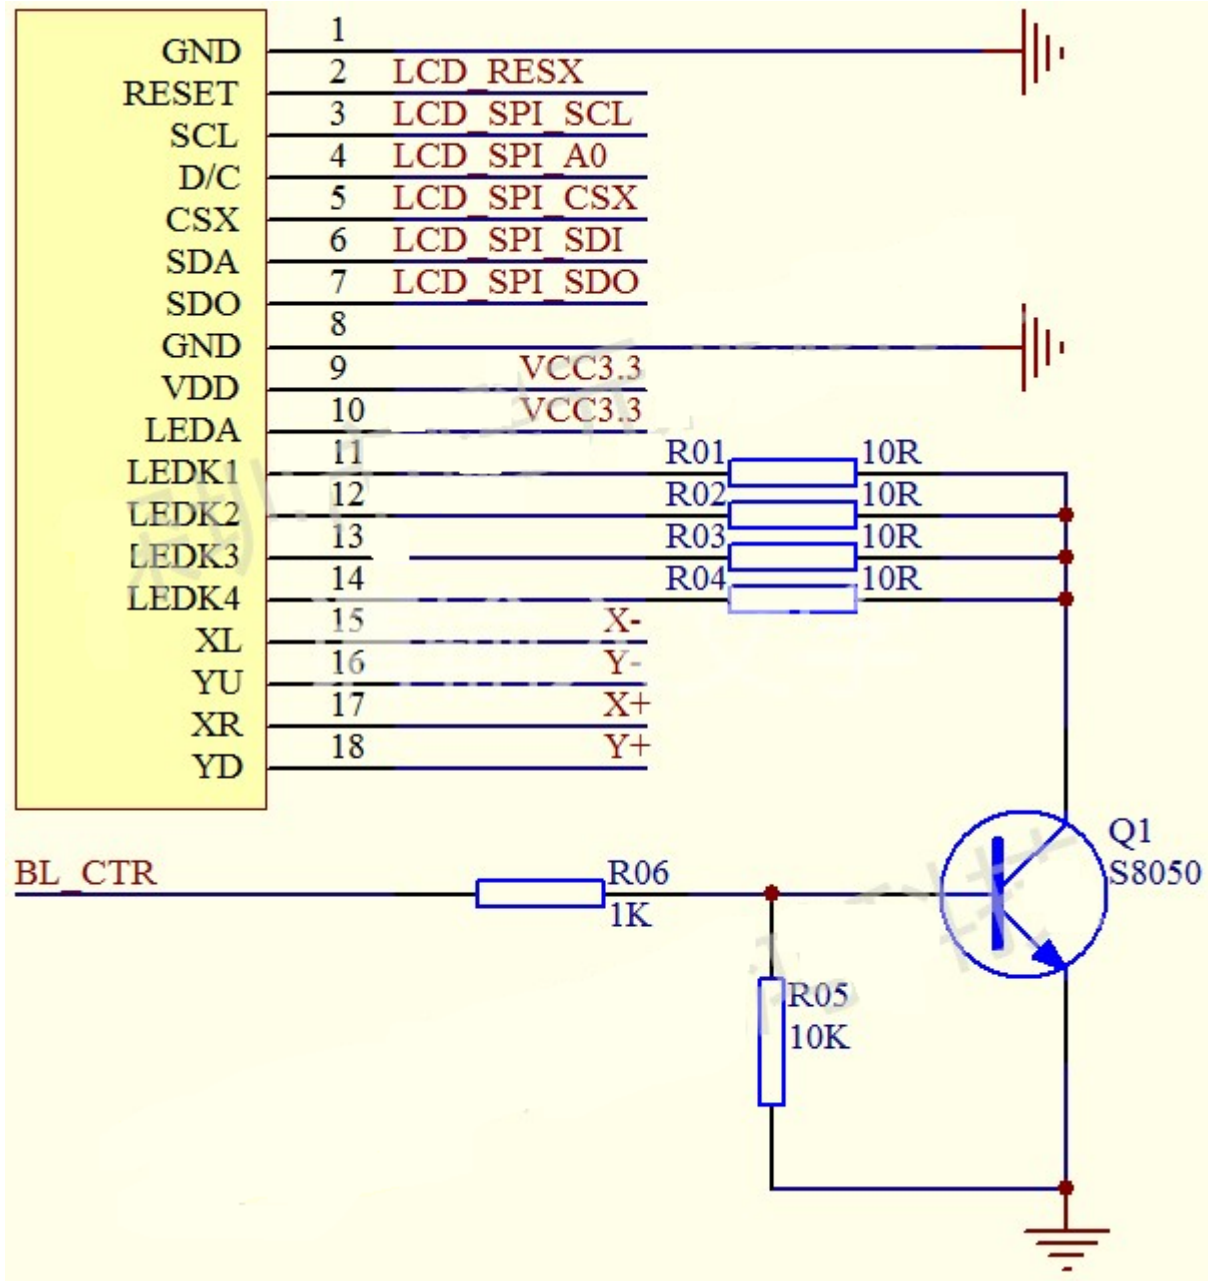 GND 1
RESET 2 LCD_RESX
SCL 3 LCD_SPI_SCL
D/C 4 LCD_SPI_A0
CSX 5 LCD_SPI_CSX
SDA 6 LCD_SPI_SDI
SDO 7 LCD_SPI_SDO
GND 8
VDD 9 VCC3.3
LEDA 10 VCC3.3
LEDK1 11 R01 10R
LEDK2 12 R02 10R
LEDK3 13 R03 10R
LEDK4 14 R04 10R
XL 15 X-
YU 16 Y-
XR 17 X+
YD 18 Y+
Q1
S8050
BL_CTR
R06
1K
R05
10K